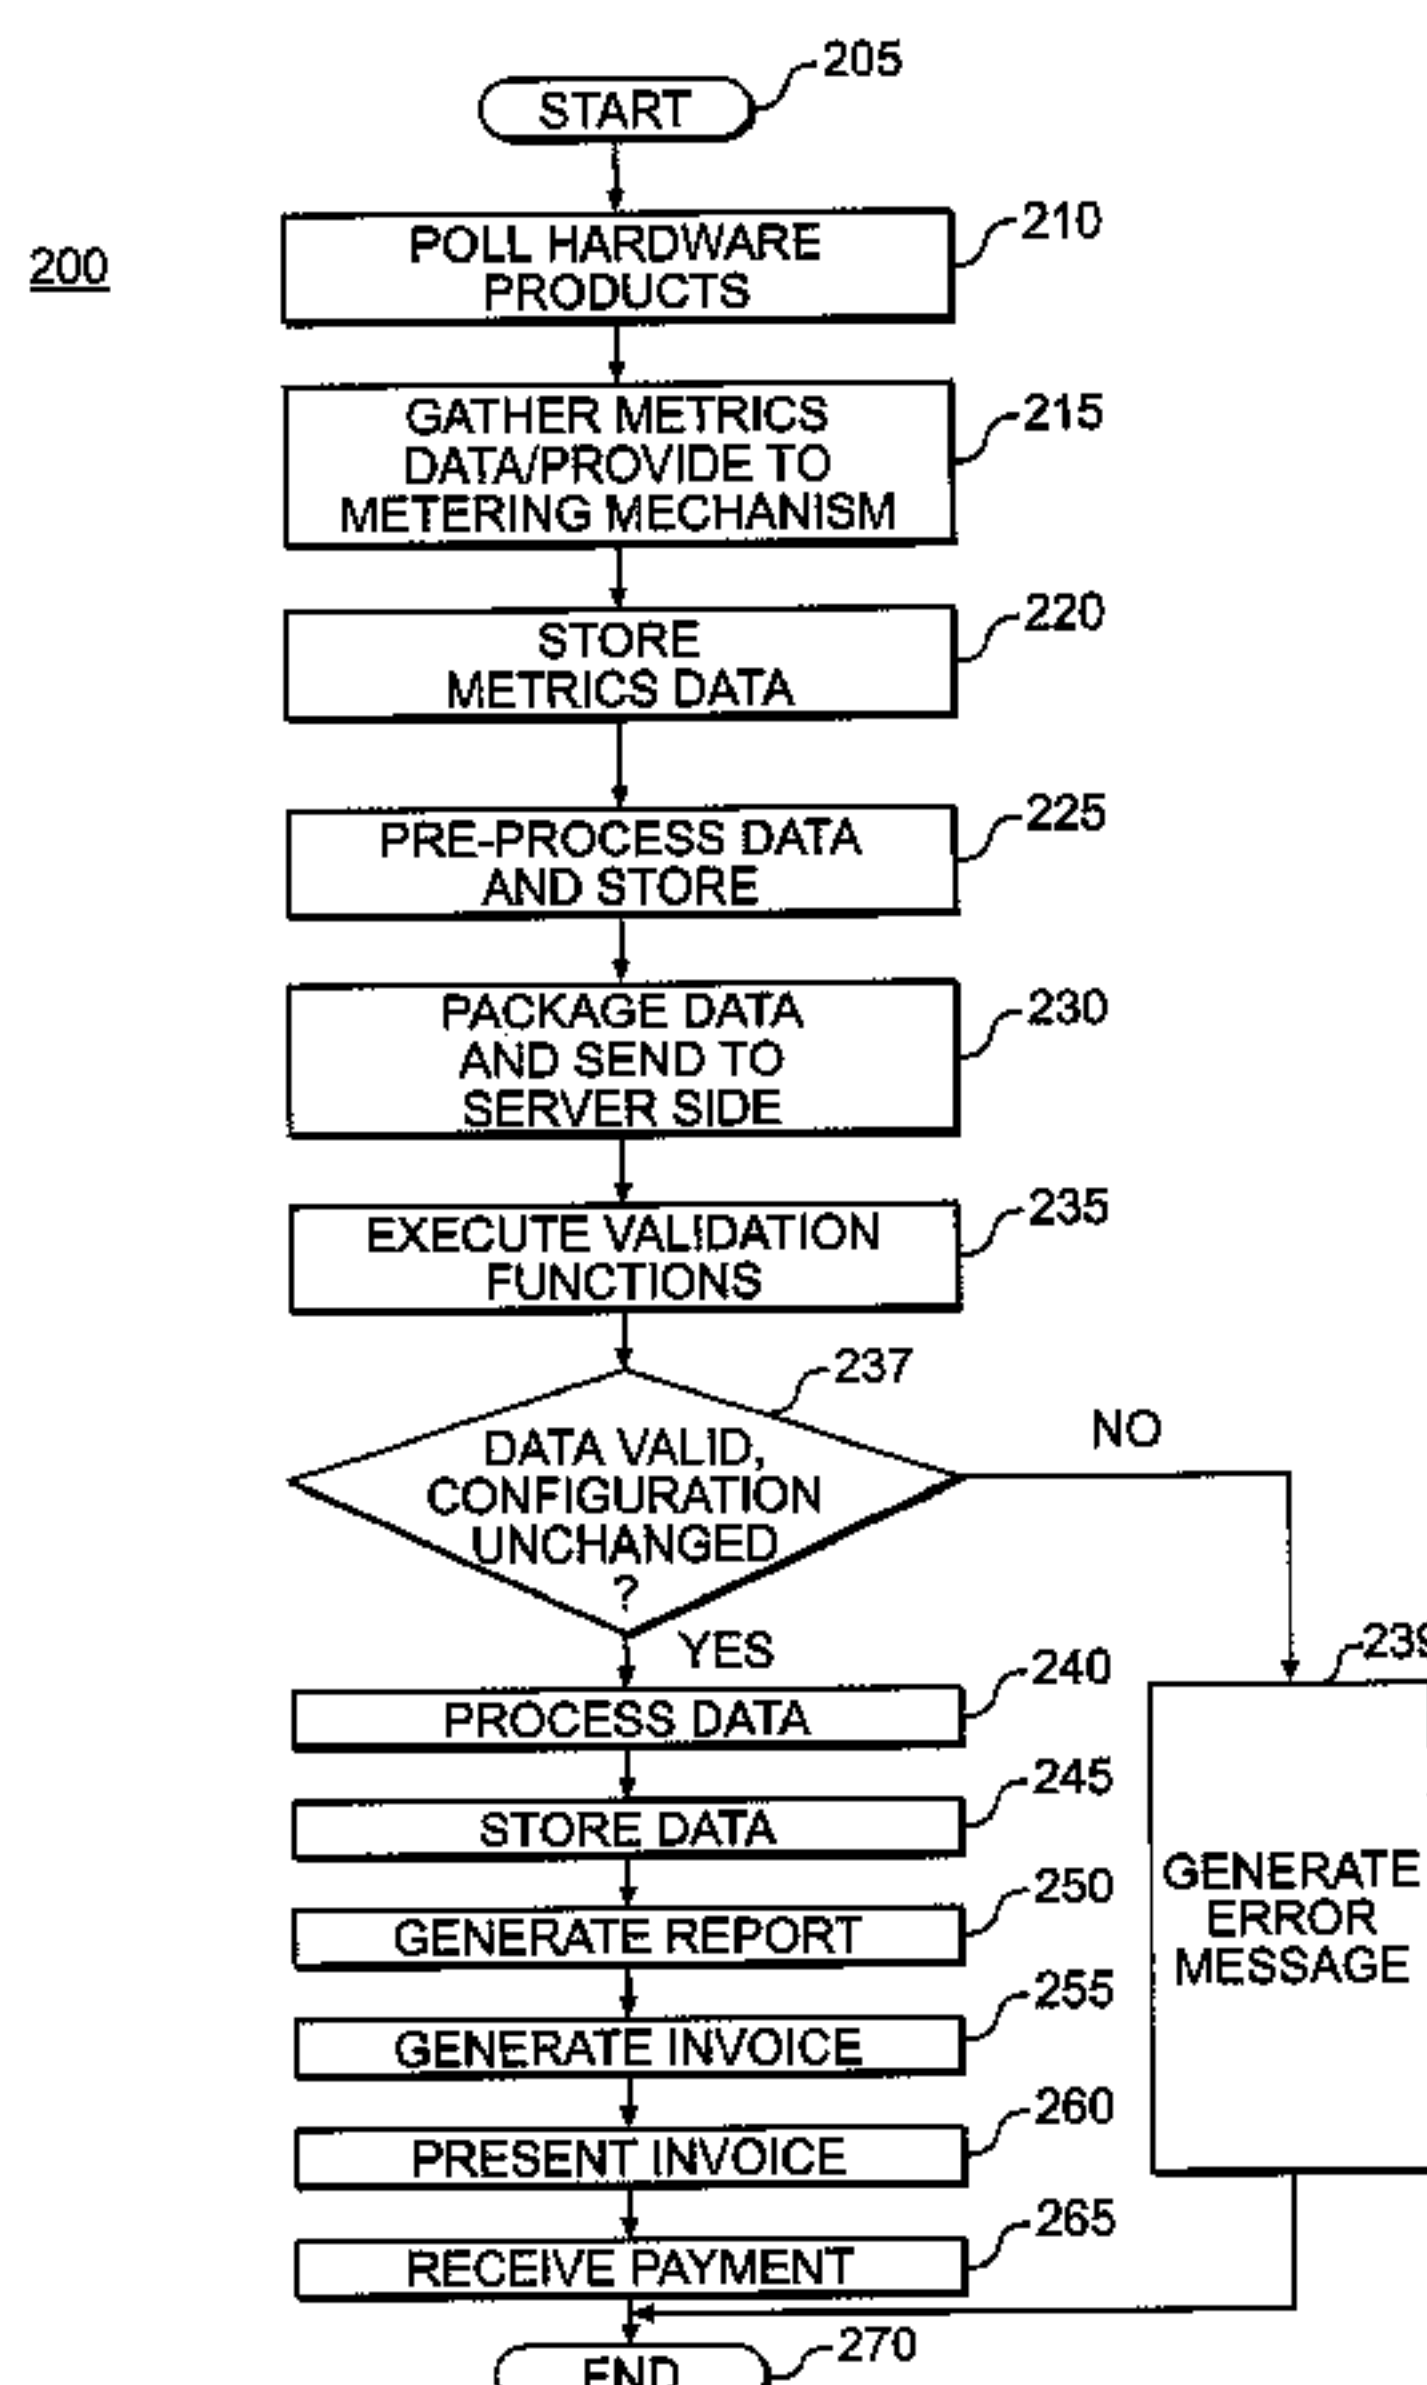 205
START
200
210
POLL HARDWARE
PRODUCTS
215
GATHER METRICS
DATA/PROVIDE TO
METERING MECHANISM
220
STORE
METRICS DATA
225
PRE-PROCESS DATA
AND STORE
230
PACKAGE DATA
AND SEND TO
SERVER SIDE
235
EXECUTE VALIDATION
FUNCTIONS
237
NO
DATA VALID,
CONFIGURATION
UNCHANGED
?
YES
239
240
PROCESS DATA
245
STORE DATA
GENERATE
ERROR
MESSAGE
250
GENERATE REPORT
255
GENERATE INVOICE
260
PRESENT INVOICE
265
RECEIVE PAYMENT
270
END